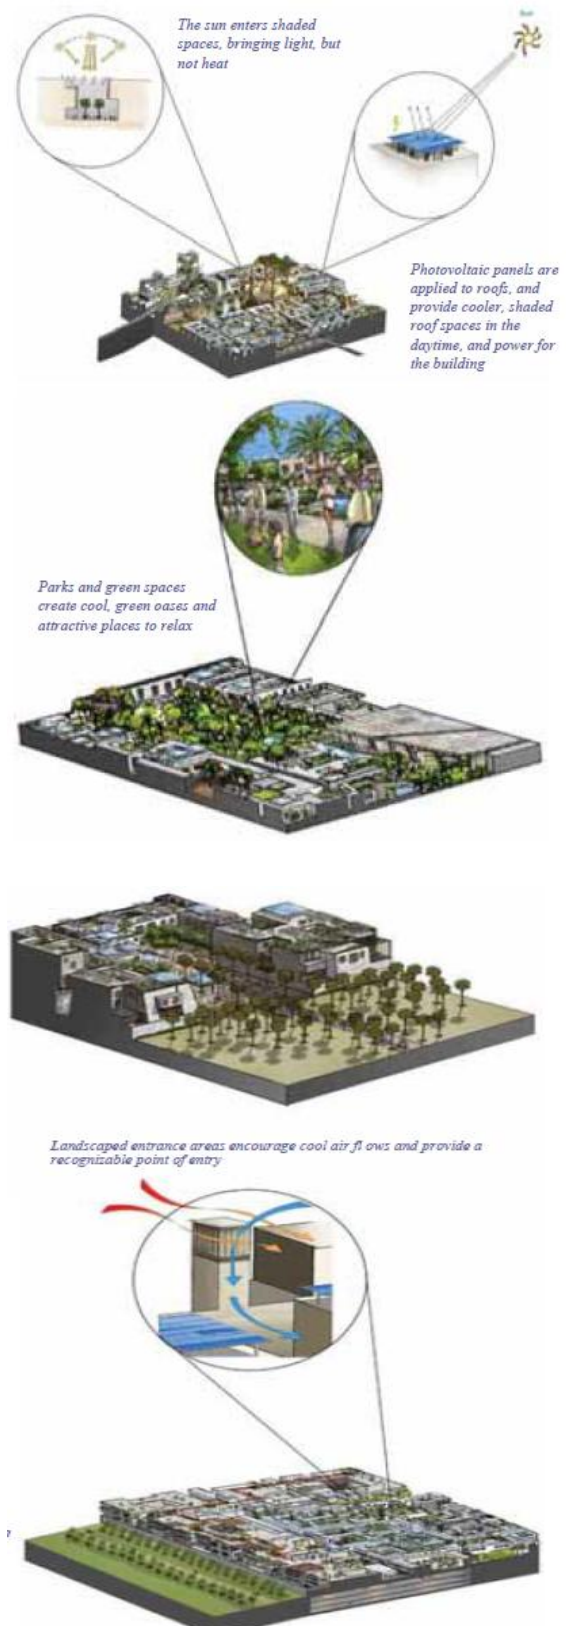 The sun enters shaded
spaces, bringing light, but
not heat
Photovoltaic panels are
applied to roofs, and
provide cooler, shaded
roof spaces in the
daytime, and power for
the building
Parks and green spaces
create cool, green oases and
attractive places to relax
Landscaped entrance areas encourage cool air fl ows and provide a
recognizable point of entry